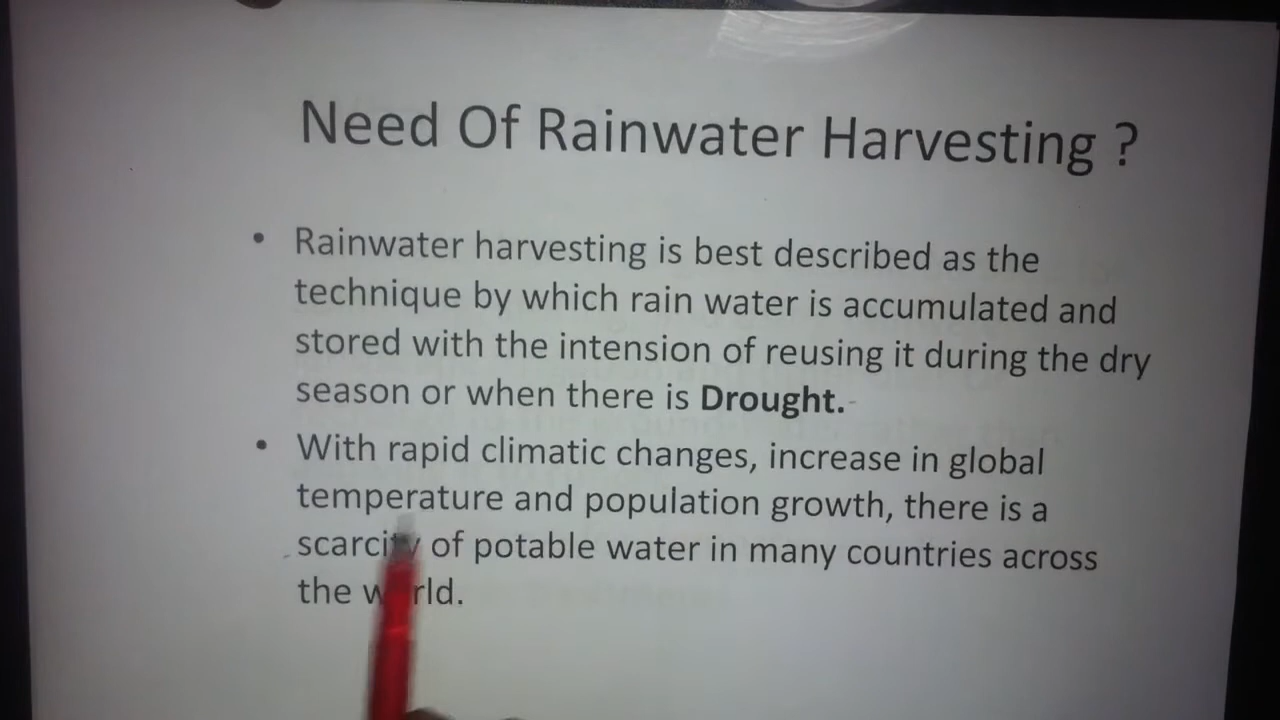 Need Of Rainwater Harvesting ?
• Rainwater harvesting is best described as the
technique by which rain water is accumulated and
stored with the intension of reusing it during the dry
season or when there is Drought.
• With rapid climatic changes, increase in global
temperature and population growth, there is a
scarcity of potable water in many countries across
the world.